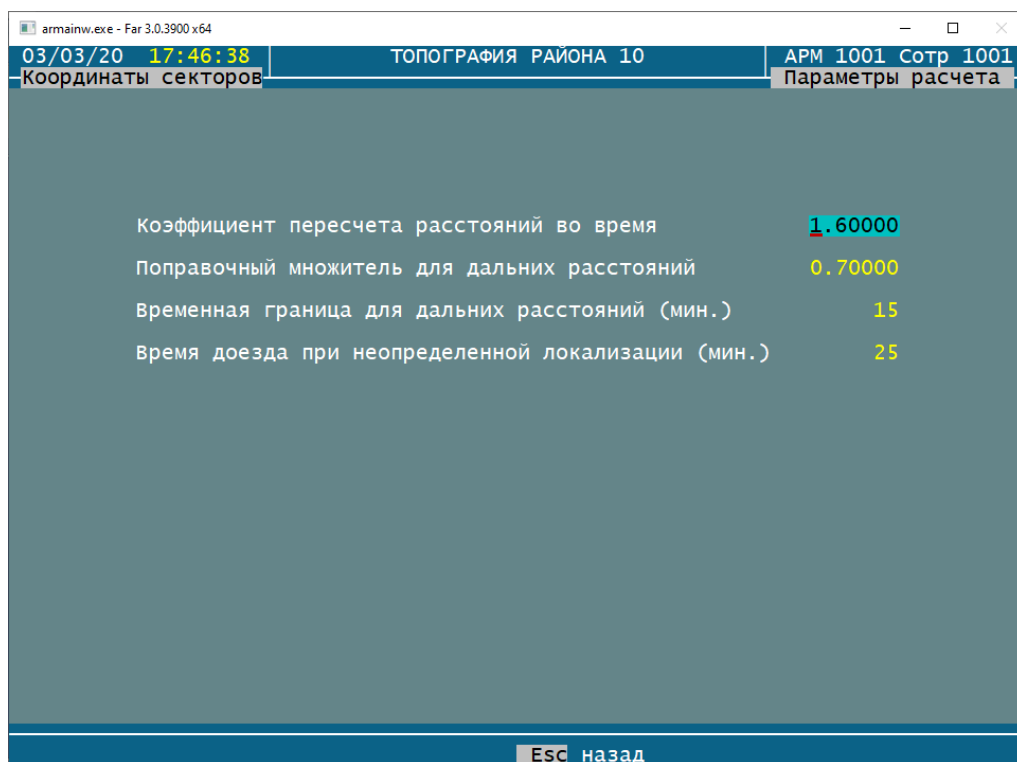 armainw.exe - Far 3.0.3900 x64
03/03/20 17:46:38 ТОПОГРАФИЯ РАЙОНА 10 АРМ 1001 Сотр 1001
Координаты секторов Параметры расчета
Коэффициент пересчета расстояний во время 1.60000
Поправочный множитель для дальних расстояний 0.70000
Временная граница для дальних расстояний (мин.) 15
Время доезда при неопределенной локализации (мин.) 25
Esc назад